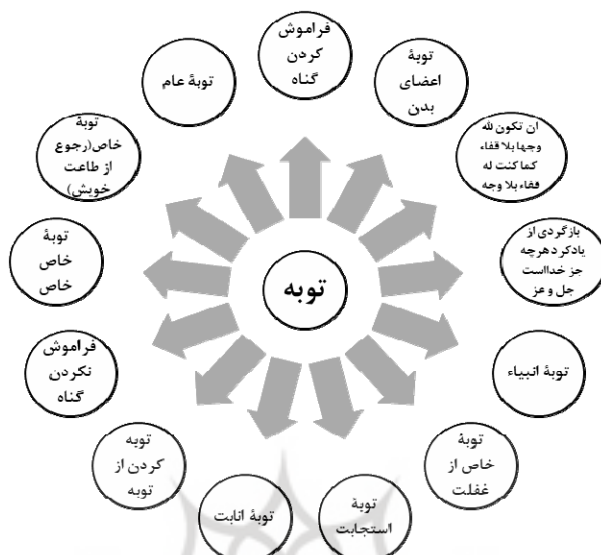 فراموش
کردن
گناه
توبهٔ
اعضای
بدن
ان تکون لله
وجها بلا قفاء
کما کنت له
قفاء بلا وجه
بازگردی از
یادکرد هرچه
جز خدا است
جل و عز
توبهٔ انبیاء
توبهٔ
خاص از
غفلت
توبهٔ
استجابت
توبهٔ انابت
توبه
کردن از
توبه
فراموش
نکردن
گناه
توبهٔ
خاص
خاص
توبهٔ
خاص(رجوع
از طاعت
خویش)
توبهٔ عام
توبه